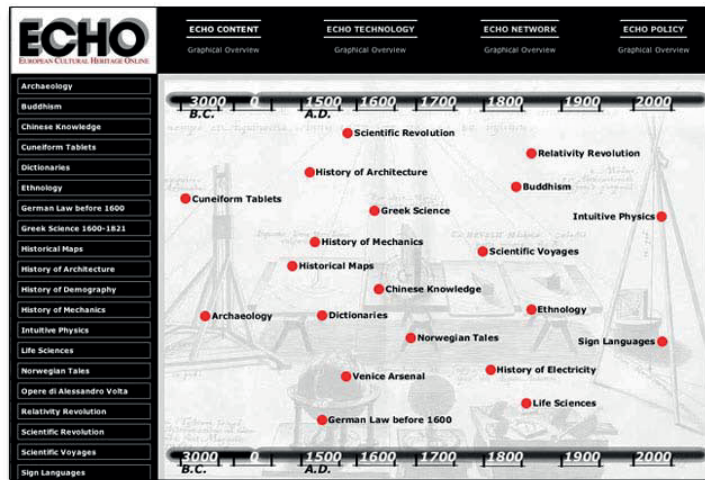 ECHO
EUROPEAN CULTURAL HERITAGE ONLINE
ECHO CONTENT
Graphical Overview
ECHO TECHNOLOGY
Graphical Overview
ECHO NETWORK
Graphical Overview
ECHO POLICY
Graphical Overview
Archaeology
Buddhism
Chinese Knowledge
Cuneiform Tablets
Dictionaries
Ethnology
German Law before 1600
Greek Science 1600-1821
Historical Maps
History of Architecture
History of Demography
History of Mechanics
Intuitive Physics
Life Sciences
Norwegian Tales
Opere di Alessandro Volta
Relativity Revolution
Scientific Revolution
Scientific Voyages
Sign Languages
3000 0 1500 1600 1700 1800 1900 2000
B.C. A.D.
Scientific Revolution
Relativity Revolution
History of Architecture
Buddhism
Cuneiform Tablets
Greek Science
Intuitive Physics
History of Mechanics
Scientific Voyages
Historical Maps
Chinese Knowledge
Archaeology
Dictionaries
Ethnology
Norwegian Tales
Sign Languages
Venice Arsenal
History of Electricity
Life Sciences
German Law before 1600
3000 0 1500 1600 1700 1800 1900 2000
B.C. A.D.